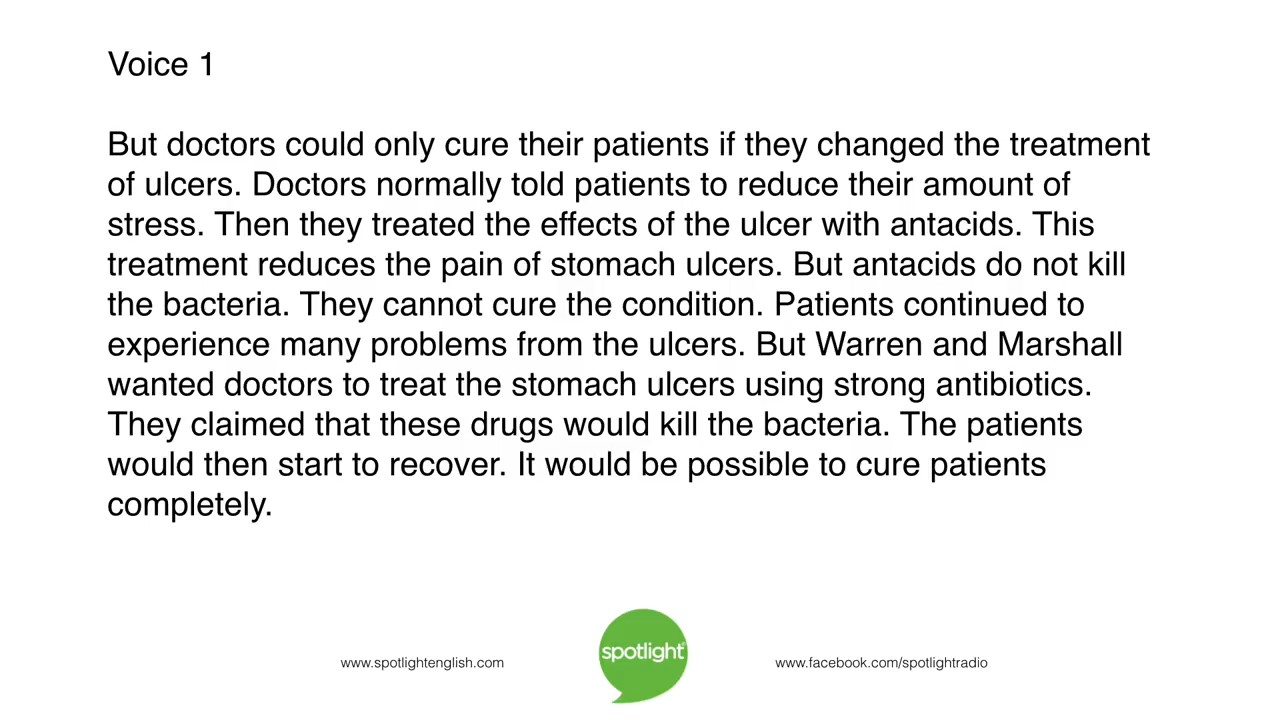 Voice 1
But doctors could only cure their patients if they changed the treatment
of ulcers. Doctors normally told patients to reduce their amount of
stress. Then they treated the effects of the ulcer with antacids. This
treatment reduces the pain of stomach ulcers. But antacids do not kill
the bacteria. They cannot cure the condition. Patients continued to
experience many problems from the ulcers. But Warren and Marshall
wanted doctors to treat the stomach ulcers using strong antibiotics.
They claimed that these drugs would kill the bacteria. The patients
would then start to recover. It would be possible to cure patients
completely.
www.spotlightenglish.com
spotlight®
www.facebook.com/spotlightradio